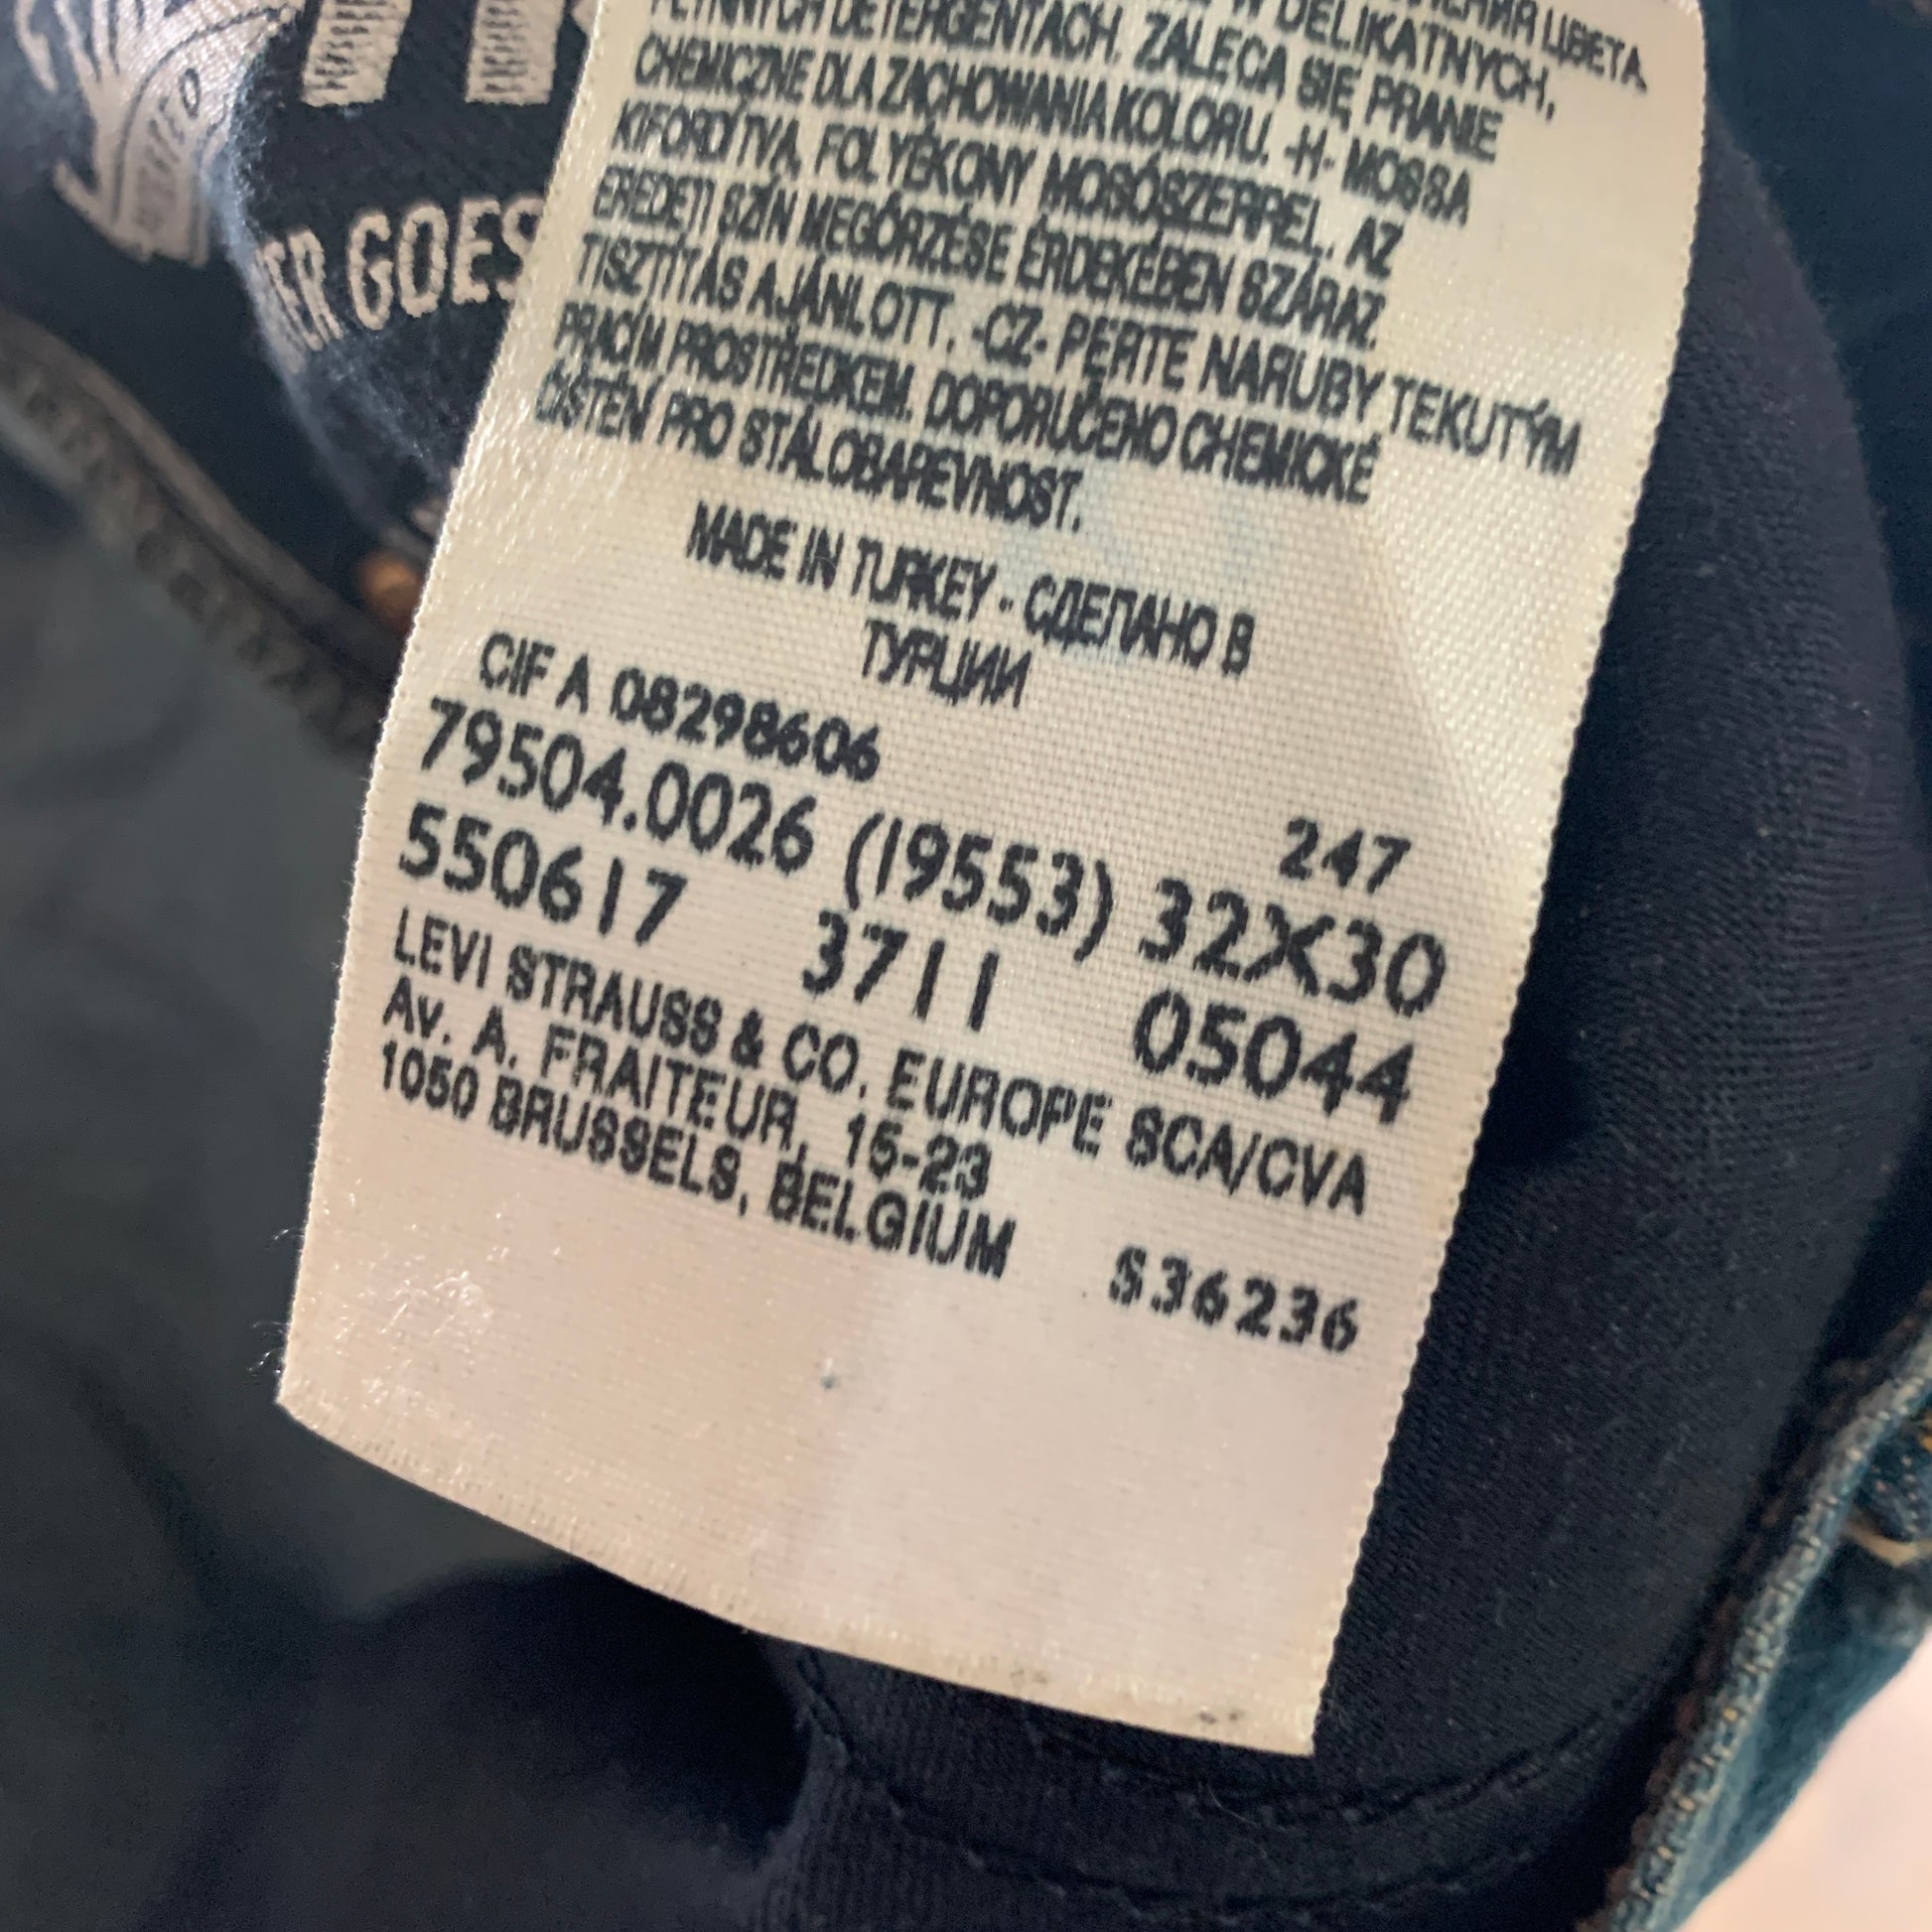 ЦВЕТА.
W DELIKATNYCH,
PŁYNNYCH DETERGENTACH. ZALECA SIĘ PRANIE
CHEMICZNE DLA ZACHOWANIA KOLORU. -H- MOSSA
KIFORDÍTVA, FOLYÉKONY MOSÓSZERREL. AZ
EREDETI SZÍN MEGŐRZÉSE ÉRDEKÉBEN SZÁRAZ
TISZTÍTÁS AJÁNLOTT. -CZ- PERTE NARUBY TEKUTÝM
PRACÍM PROSTŘEDKEM. DOPORUČENO CHEMICKÉ
ČIŠTĚNÍ PRO STÁLOBAREVNOST.
MADE IN TURKEY - СДЕЛАНО В
ТУРЦИИ
CIF A 08298606
247
79504.0026 (19553) 32X30
550617 3711 05044
LEVI STRAUSS & CO. EUROPE SCA/CVA
Av. A. FRAITEUR, 15-23
1050 BRUSSELS, BELGIUM
S36236
GOES